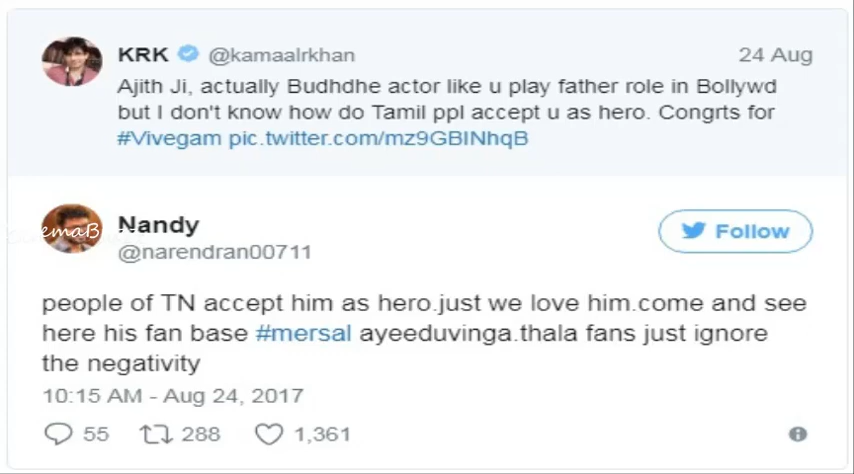 KRK @kamaalrkhan 24 Aug
Ajith Ji, actually Budhdhe actor like u play father role in Bollywd
but I don't know how do Tamil ppl accept u as hero. Congrts for
#Vivegam pic.twitter.com/mz9GBINhqB
Nandy
@narendran00711
Follow
people of TN accept him as hero.just we love him.come and see
here his fan base #mersal ayeeduvinga.thala fans just ignore
the negativity
10:15 AM - Aug 24, 2017
55 288 1,361